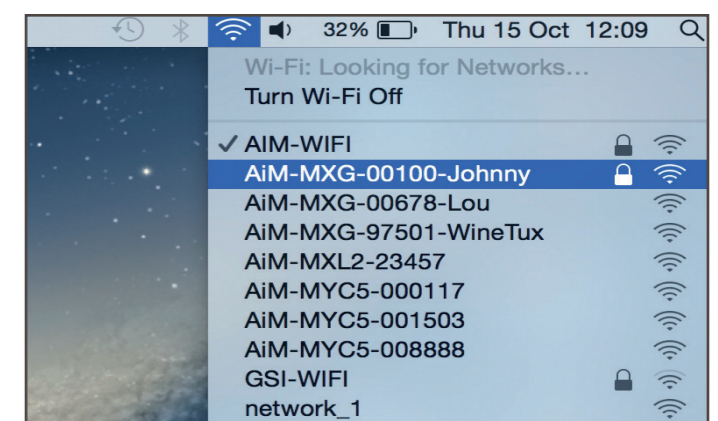 32% Thu 15 Oct 12:09
Wi-Fi: Looking for Networks...
Turn Wi-Fi Off
✓ AIM-WIFI
AiM-MXG-00100-Johnny
AiM-MXG-00678-Lou
AiM-MXG-97501-WineTux
AiM-MXL2-23457
AiM-MYC5-000117
AiM-MYC5-001503
AiM-MYC5-008888
GSI-WIFI
network_1